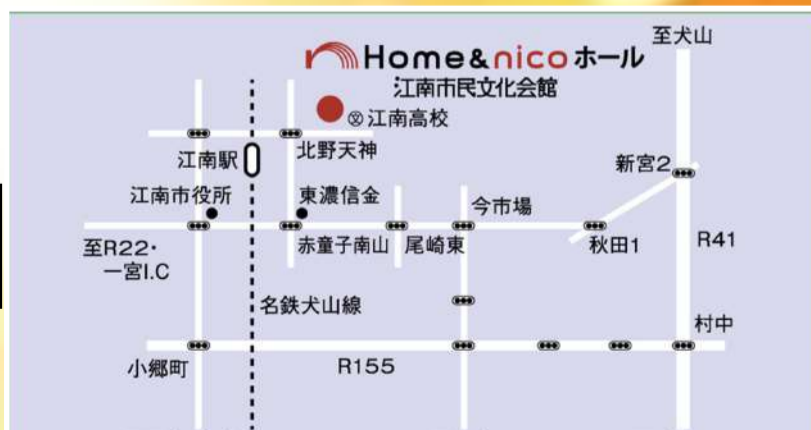 至犬山
Home&nicoホール
江南市民文化会館
㊫江南高校
北野天神
江南駅
新宮2
江南市役所
東濃信金
今市場
至R22・
一宮I.C
赤童子南山
尾崎東
秋田1
R41
名鉄犬山線
村中
小郷町
R155